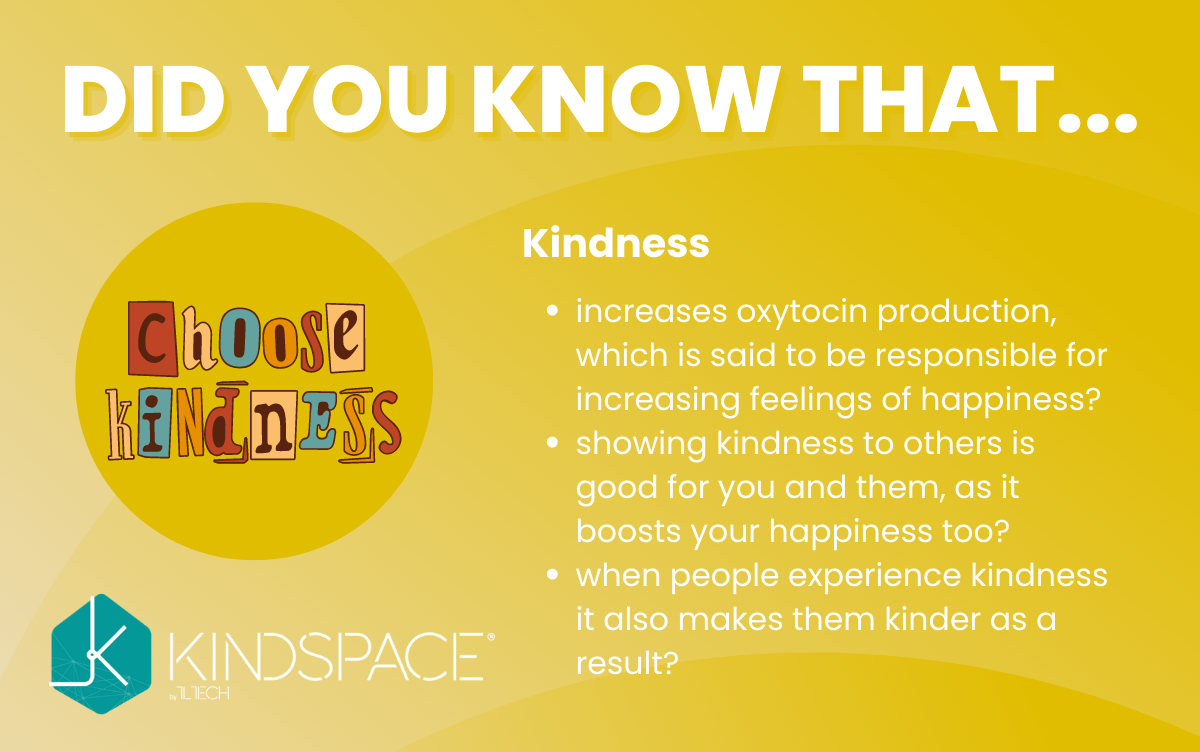 DID YOU KNOW THAT...
Choose
kindness
Kindness
• increases oxytocin production,
which is said to be responsible for
increasing feelings of happiness?
• showing kindness to others is
good for you and them, as it
boosts your happiness too?
• when people experience kindness
it also makes them kinder as a
result?
KINDSPACE®
by 1LTECH